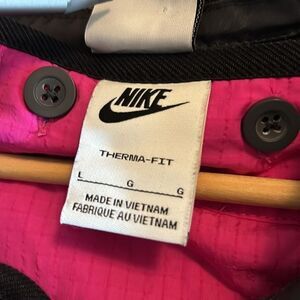 NIKE
THERMA-FIT
L G G
MADE IN VIETNAM
FABRIQUE AU VIETNAM